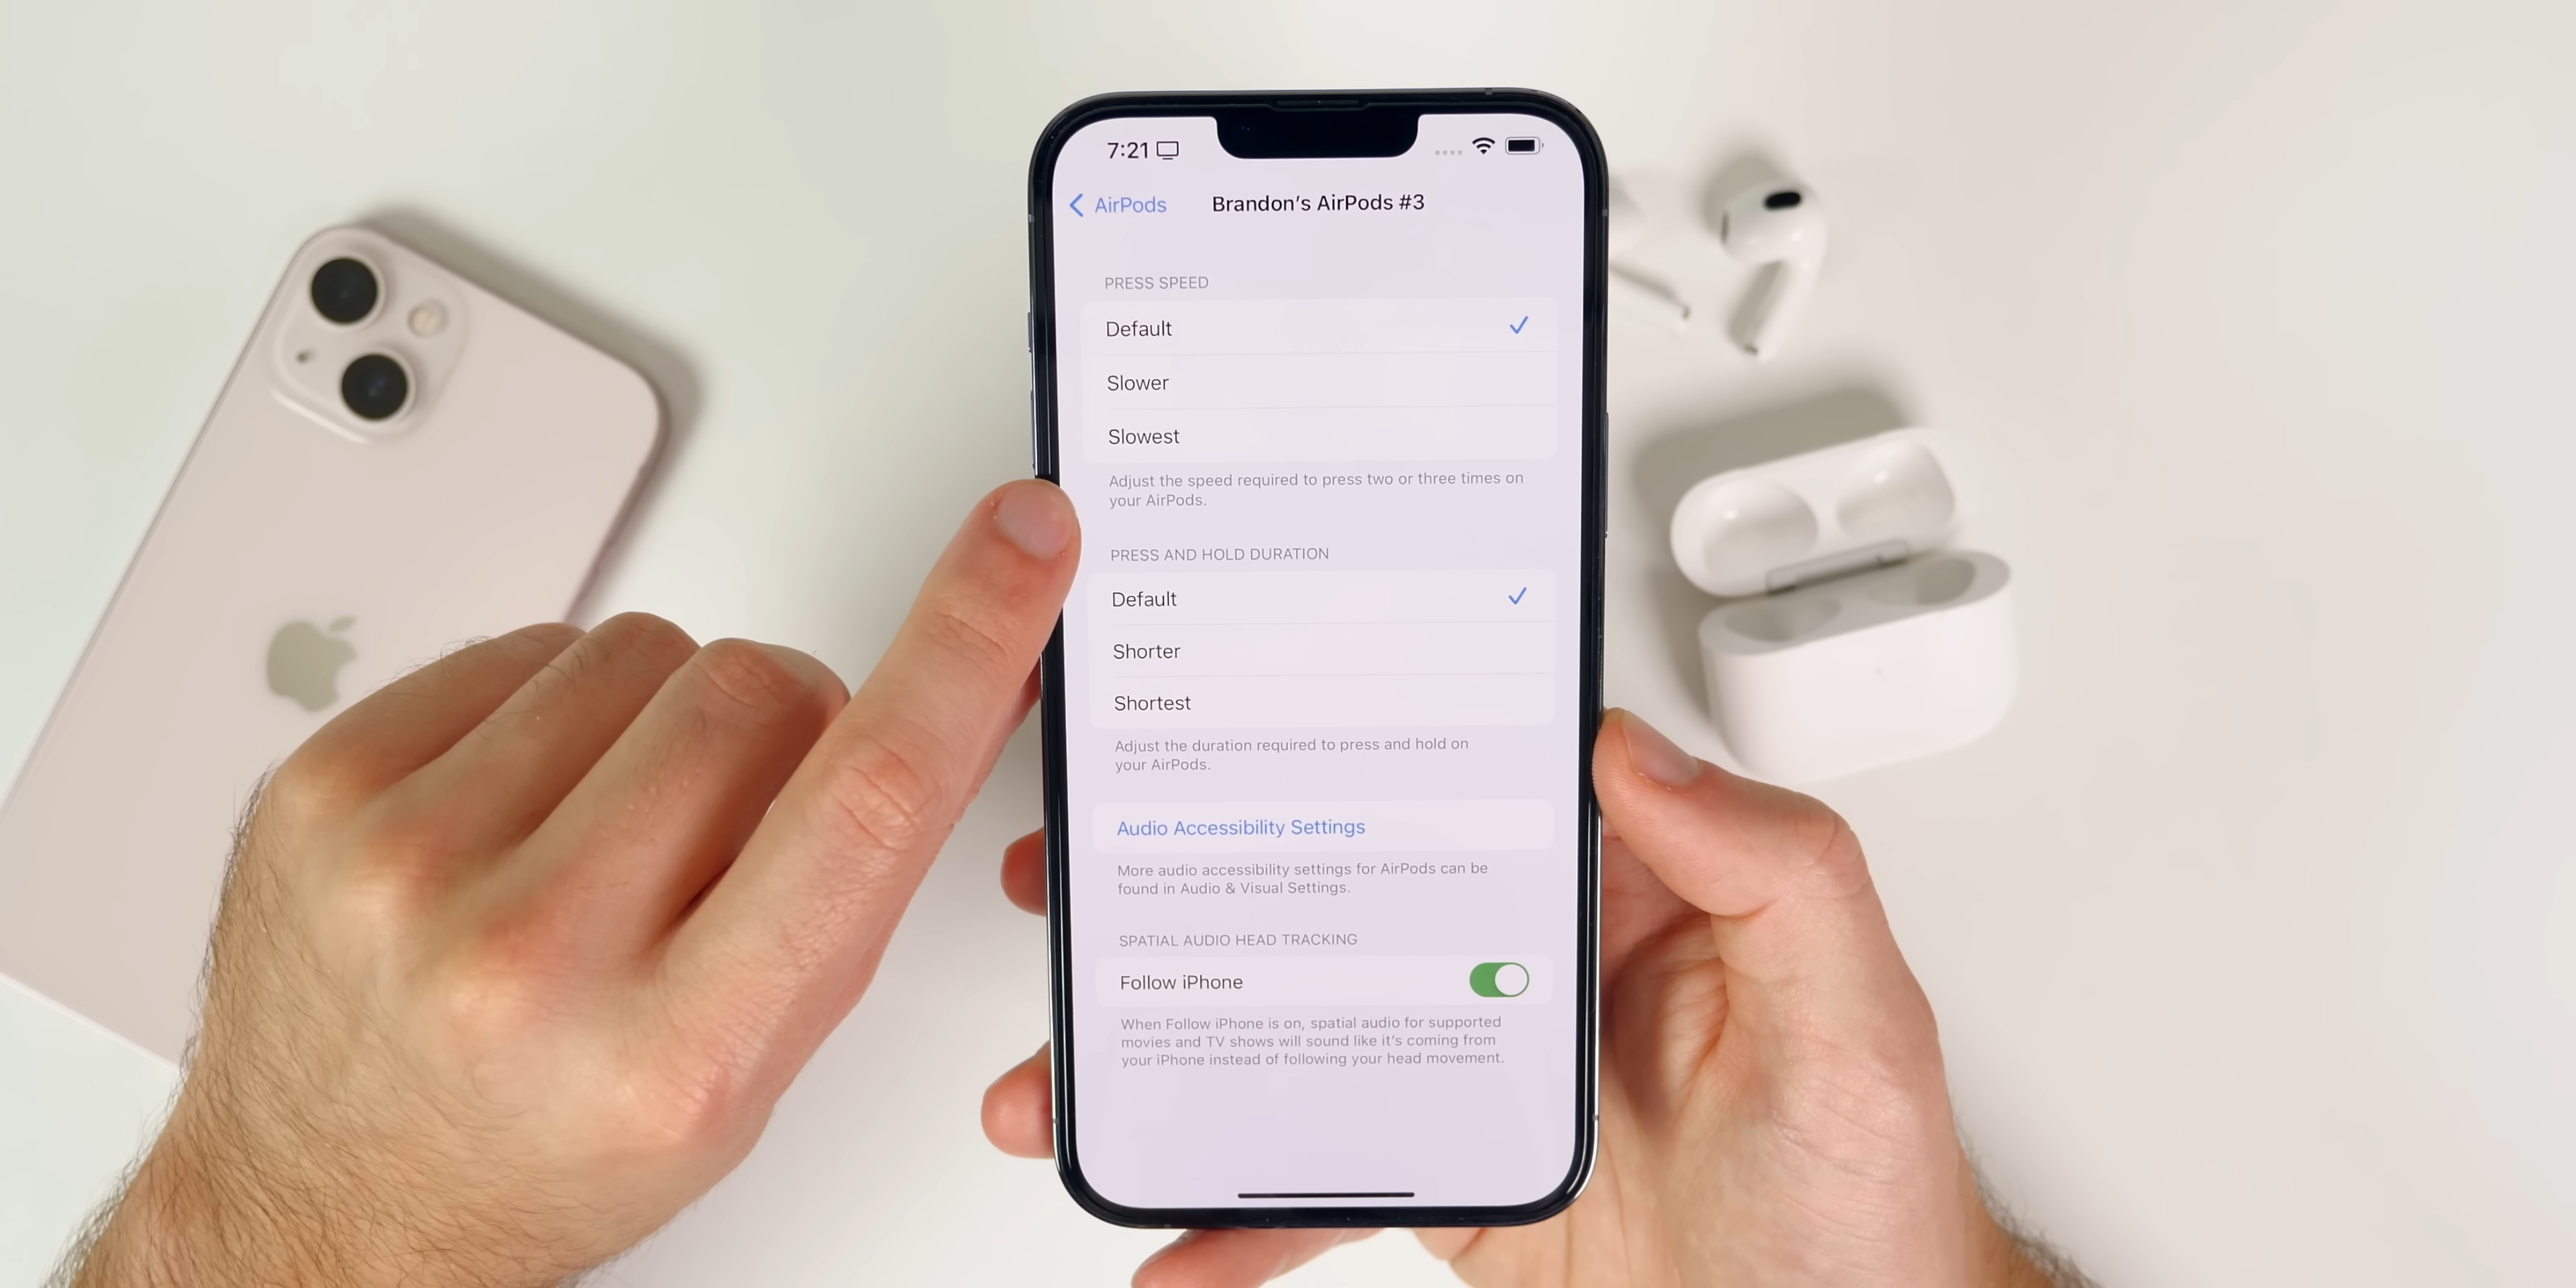 7:21
AirPods
Brandon's AirPods #3
PRESS SPEED
Default
Slower
Slowest
Adjust the speed required to press two or three times on
your AirPods.
PRESS AND HOLD DURATION
Default
Shorter
Shortest
Adjust the duration required to press and hold on
your AirPods.
Audio Accessibility Settings
More audio accessibility settings for AirPods can be
found in Audio & Visual Settings.
SPATIAL AUDIO HEAD TRACKING
Follow iPhone
When Follow iPhone is on, spatial audio for supported
movies and TV shows will sound like it's coming from
your iPhone instead of following your head movement.